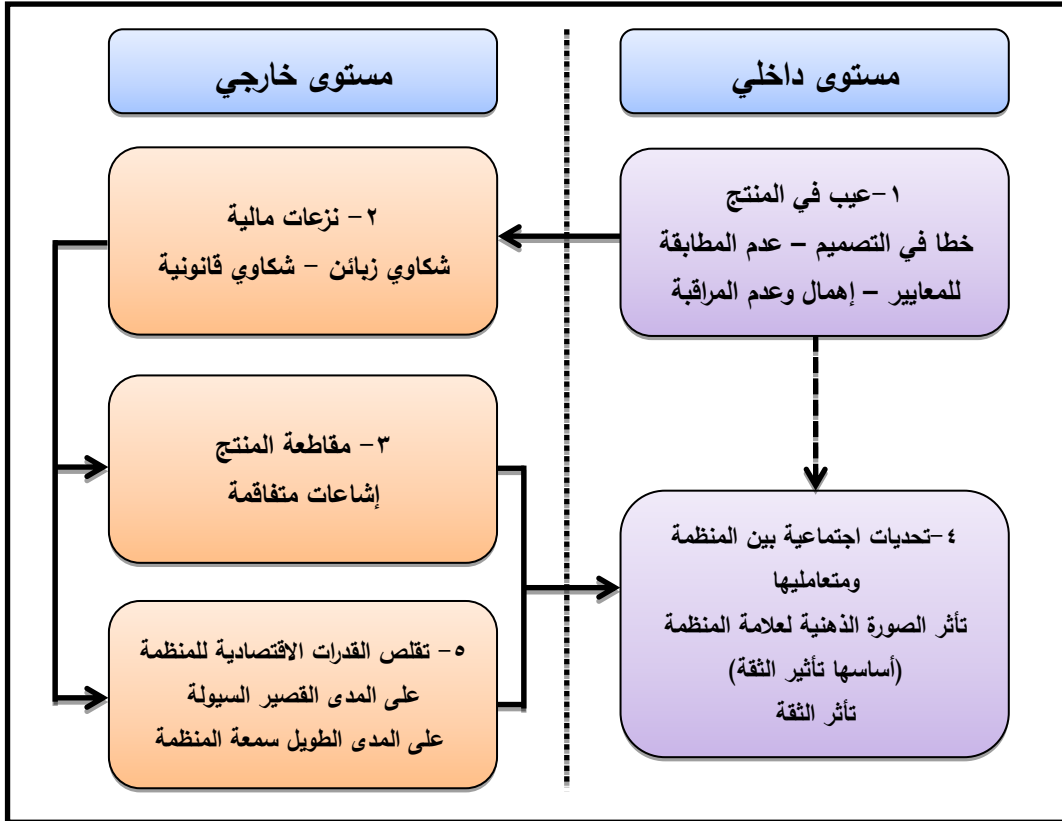 مستوى داخلي
مستوى خارجي
١-عيب في المنتج
خطا في التصميم – عدم المطابقة
للمعايير – إهمال وعدم المراقبة
٢- نزعات مالية
شكاوي زبائن – شكاوي قانونية
٣- مقاطعة المنتج
إشاعات متفاقمة
٤-تحديات اجتماعية بين المنظمة
ومتعامليها
تأثر الصورة الذهنية لعلامة المنظمة
(أساسها تأثير الثقة)
تأثر الثقة
٥- تقلص القدرات الاقتصادية للمنظمة
على المدى القصير السيولة
على المدى الطويل سمعة المنظمة